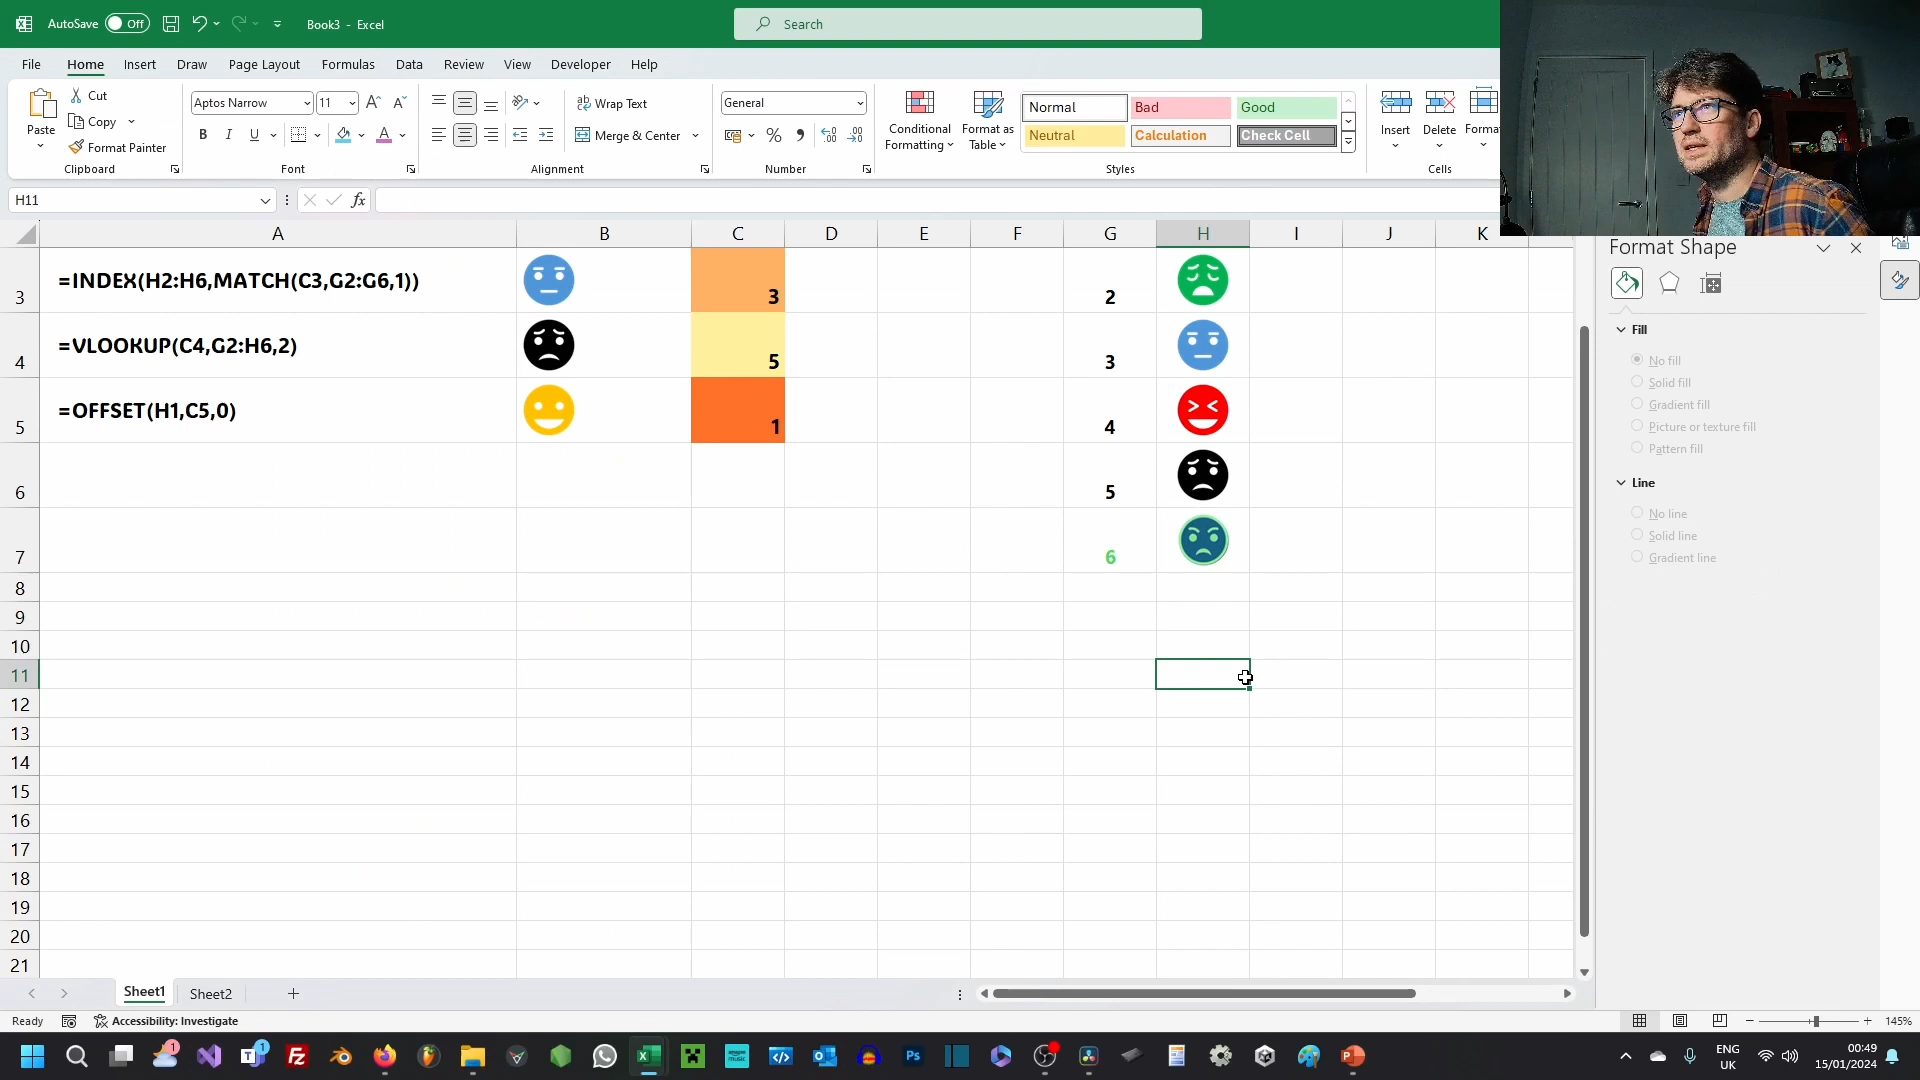 AutoSave Off Book3 - Excel Search
File Home Insert Draw Page Layout Formulas Data Review View Developer Help
Paste
Cut
Copy
Format Painter
Clipboard
Aptos Narrow 11
B I U
Font
Wrap Text
Merge & Center
Alignment
General
Number
Conditional Formatting
Format as Table
Normal Bad Good
Neutral Calculation Check Cell
Styles
Insert Delete Format
Cells
H11 fx
A B C D E F G H I J K
3 =INDEX(H2:H6,MATCH(C3,G2:G6,1)) 3 2
4 =VLOOKUP(C4,G2:H6,2) 5 3
5 =OFFSET(H1,C5,0) 1 4
6 5
7 6
8
9
10
11
12
13
14
15
16
17
18
19
20
21
Format Shape
Fill
No fill
Solid fill
Gradient fill
Picture or texture fill
Pattern fill
Line
No line
Solid line
Gradient line
Sheet1 Sheet2
Ready Accessibility: Investigate 145%
ENG
UK
00:49
15/01/2024